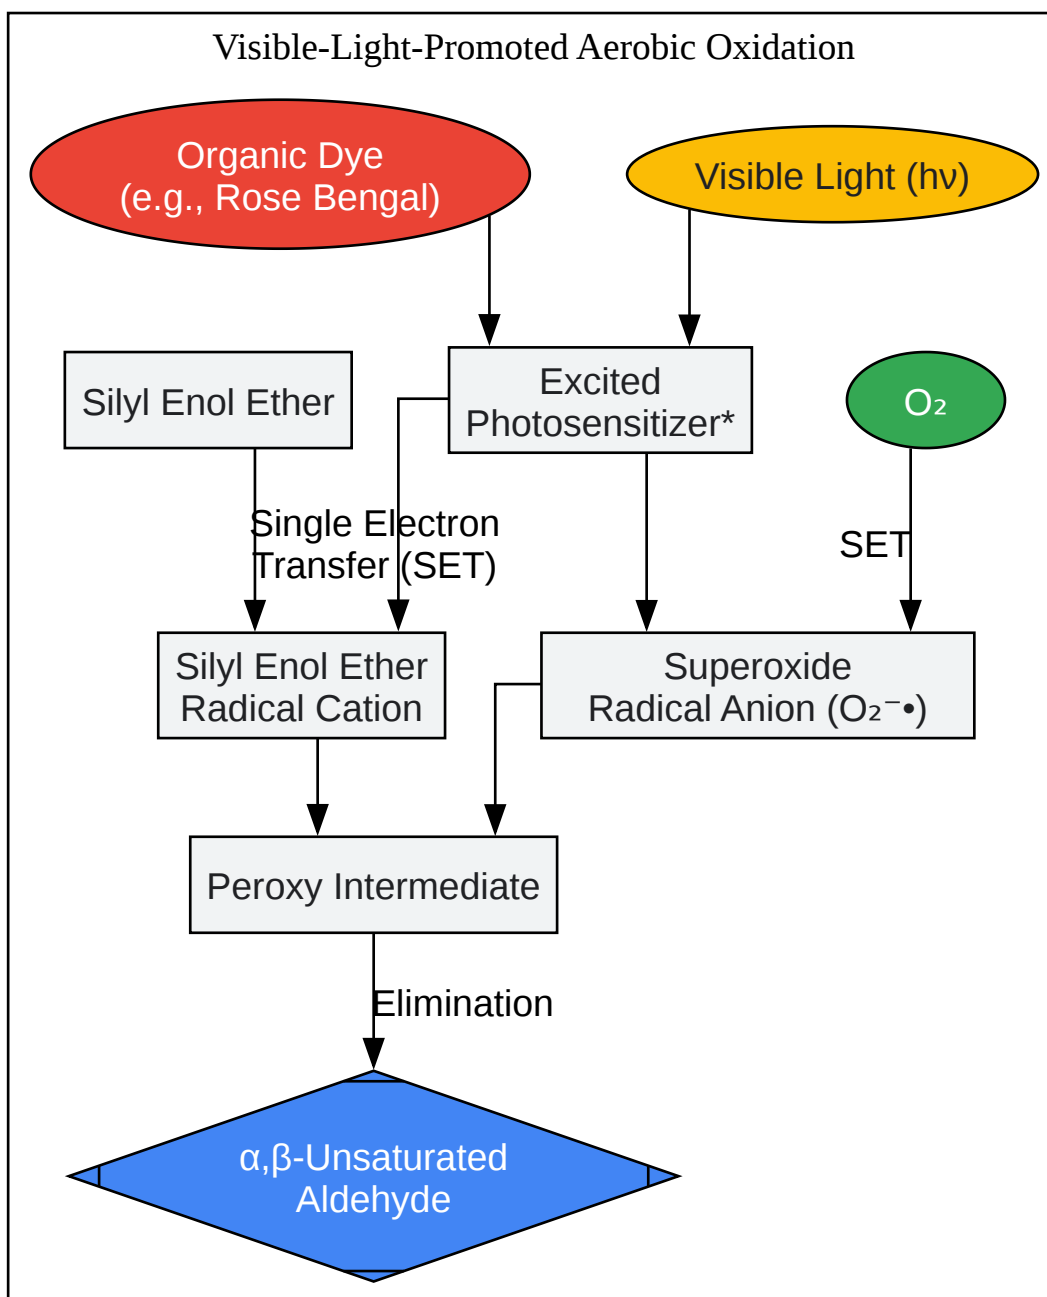 Visible-Light-Promoted Aerobic Oxidation
Organic Dye
(e.g., Rose Bengal)
Visible Light (hν)
Silyl Enol Ether
Excited
Photosensitizer*
O₂
Single Electron
Transfer (SET)
SET
Silyl Enol Ether
Radical Cation
Superoxide
Radical Anion (O₂⁻•)
Peroxy Intermediate
Elimination
α,β-Unsaturated
Aldehyde